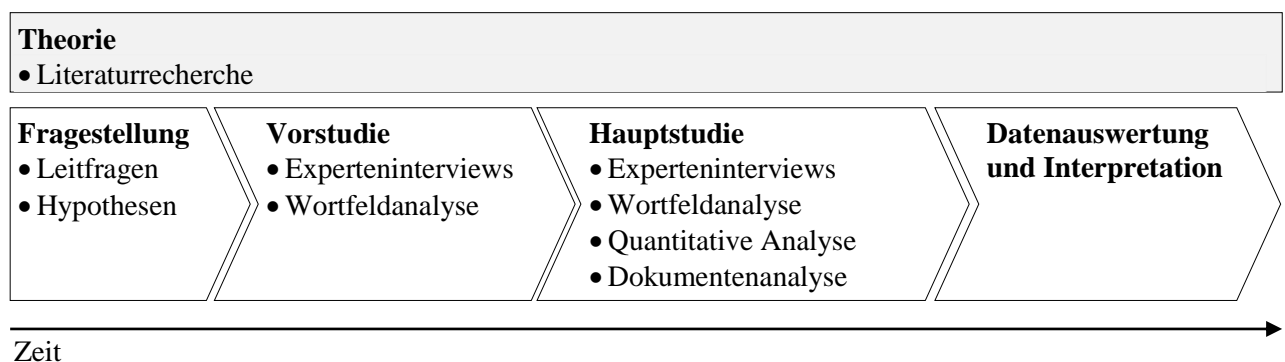 Theorie
• Literaturrecherche
Fragestellung
• Leitfragen
• Hypothesen
Vorstudie
• Experteninterviews
• Wortfeldanalyse
Hauptstudie
• Experteninterviews
• Wortfeldanalyse
• Quantitative Analyse
• Dokumentenanalyse
Datenauswertung
und Interpretation
Zeit